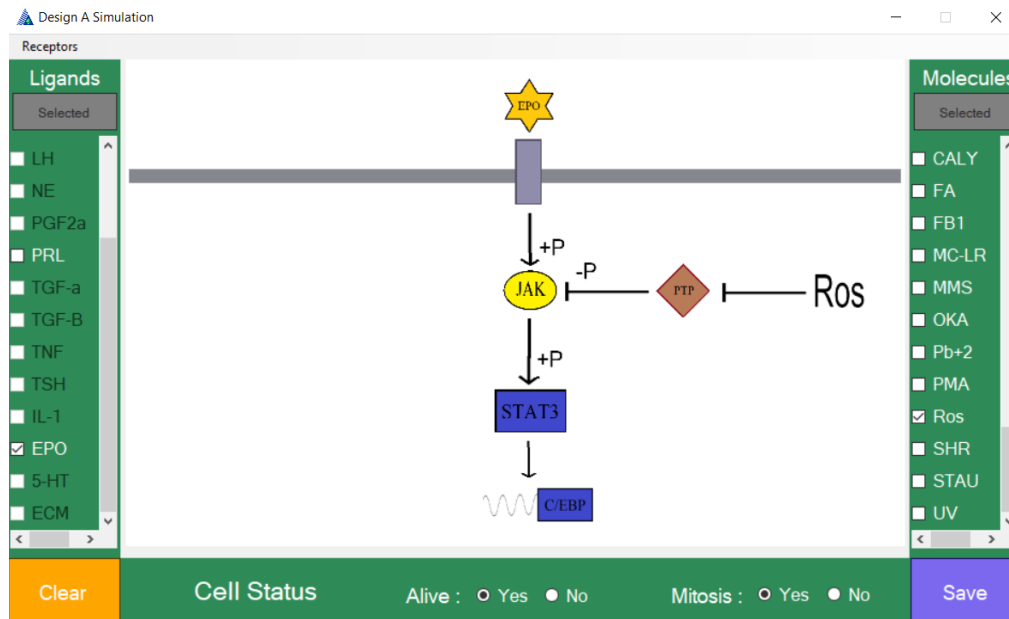 Design A Simulation
Receptors
Ligands
Selected
LH
NE
PGF2a
PRL
TGF-a
TGF-B
TNF
TSH
IL-1
EPO
5-HT
ECM
EPO
+P
JAK
-P
PTP
Ros
+P
STAT3
C/EBP
Molecules
Selected
CALY
FA
FB1
MC-LR
MMS
OKA
Pb+2
PMA
Ros
SHR
STAU
UV
Clear
Cell Status
Alive : Yes No
Mitosis : Yes No
Save